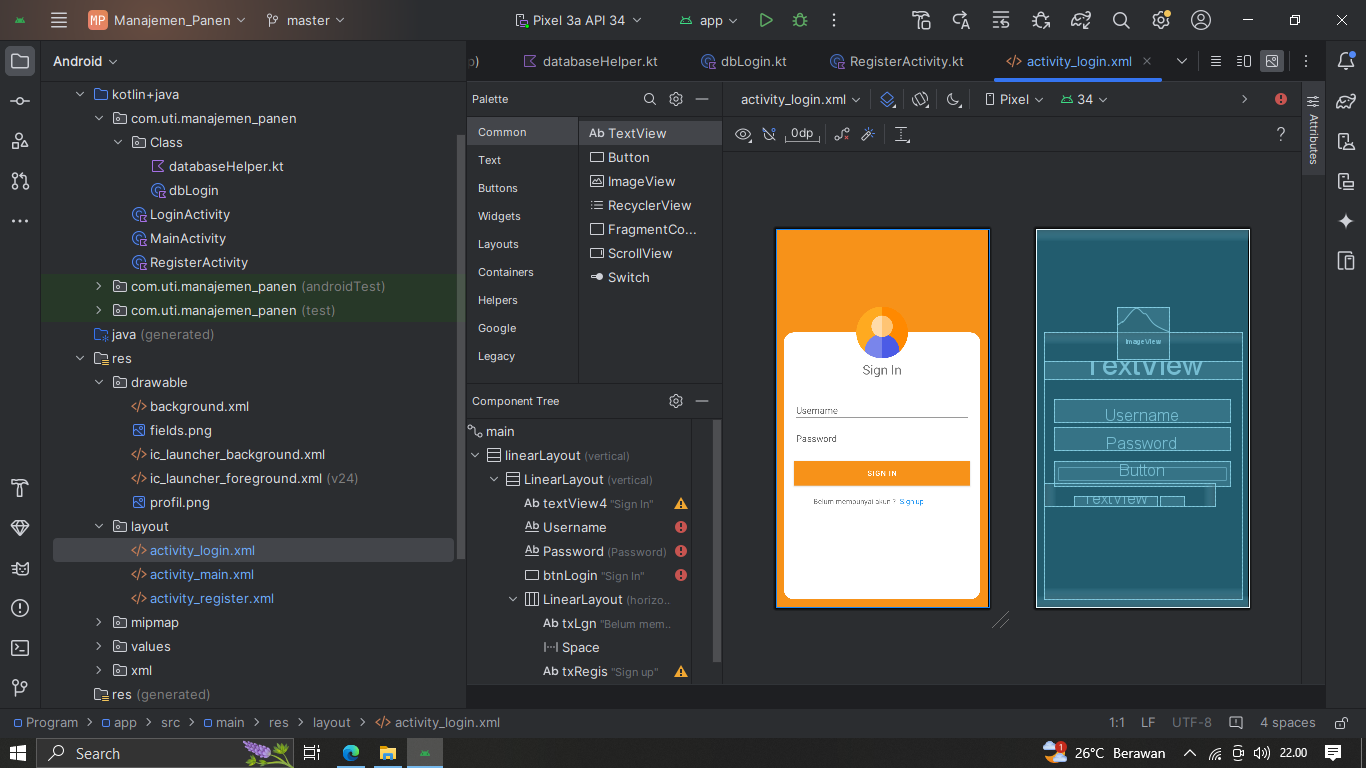 MP Manajemen_Panen master Pixel 3a API 34 app
Android
p) databaseHelper.kt dbLogin.kt RegisterActivity.kt activity_login.xml
kotlin+java
com.uti.manajemen_panen
Class
databaseHelper.kt
dbLogin
LoginActivity
MainActivity
RegisterActivity
com.uti.manajemen_panen (androidTest)
com.uti.manajemen_panen (test)
java (generated)
res
drawable
background.xml
fields.png
ic_launcher_background.xml
ic_launcher_foreground.xml (v24)
profil.png
layout
activity_login.xml
activity_main.xml
activity_register.xml
mipmap
values
xml
res (generated)
Palette
Common
Text
Buttons
Widgets
Layouts
Containers
Helpers
Google
Legacy
Ab TextView
Button
ImageView
RecyclerView
FragmentCo...
ScrollView
Switch
Component Tree
main
linearLayout (vertical)
LinearLayout (vertical)
Ab textView4 "Sign In"
Ab Username
Ab Password (Password)
btnLogin "Sign In"
LinearLayout (horizo..
Ab txLgn "Belum mem..
Space
Ab txRegis "Sign up"
activity_login.xml Pixel 34
0dp
?
Attributes
Sign In
Username
Password
SIGN IN
Belum mempunyai akun ? Sign up
ImageView
TextView
Username
Password
Button
TextView
Program > app > src > main > res > layout > activity_login.xml
1:1 LF UTF-8 4 spaces
Search
1 26°C Berawan 22.00